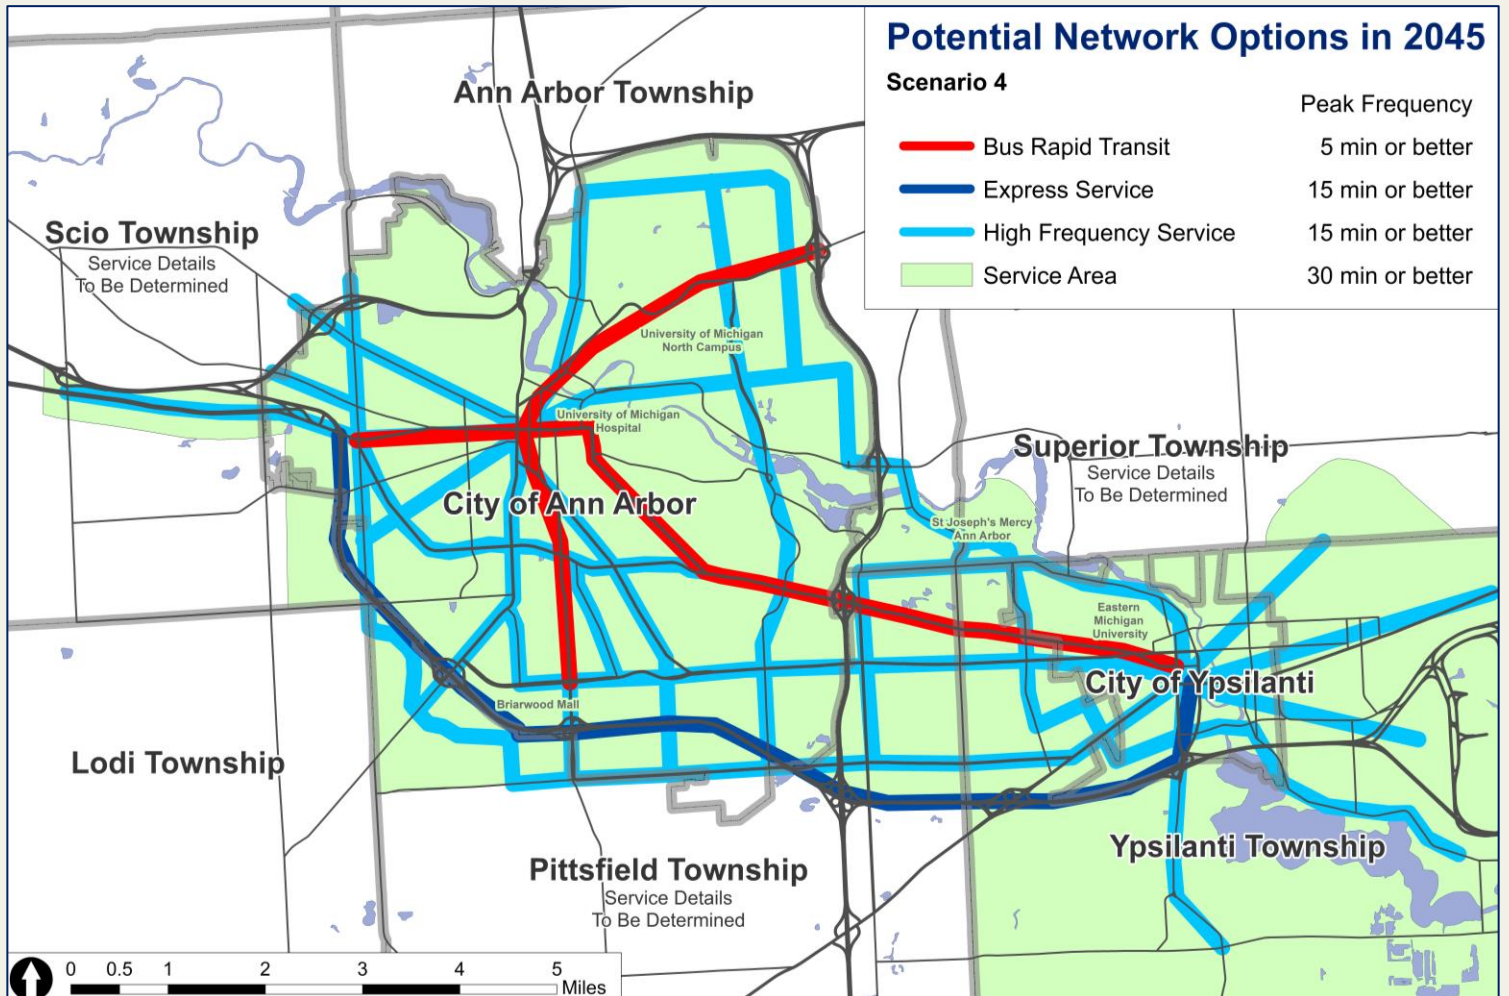 Potential Network Options in 2045
Scenario 4
Peak Frequency
Bus Rapid Transit 5 min or better
Express Service 15 min or better
High Frequency Service 15 min or better
Service Area 30 min or better
Ann Arbor Township
Scio Township
Service Details
To Be Determined
University of Michigan
North Campus
University of Michigan
Hospital
Superior Township
Service Details
To Be Determined
City of Ann Arbor
St Joseph's Mercy
Ann Arbor
Eastern
Michigan
University
City of Ypsilanti
Briarwood Mall
Lodi Township
Ypsilanti Township
Pittsfield Township
Service Details
To Be Determined
0 0.5 1 2 3 4 5
Miles